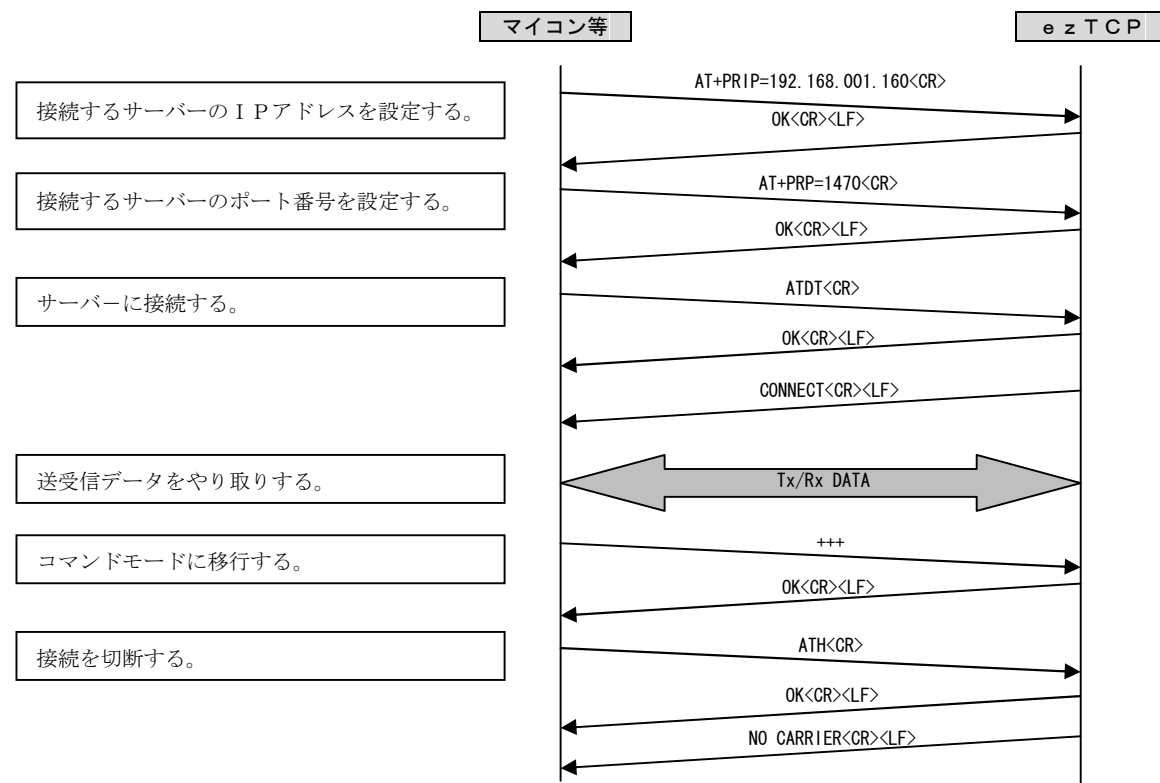 マイコン等
ｅｚＴＣＰ
AT+PRIP=192.168.001.160<CR>
接続するサーバーのＩＰアドレスを設定する。
OK<CR><LF>
AT+PRP=1470<CR>
接続するサーバーのポート番号を設定する。
OK<CR><LF>
ATDT<CR>
サーバ－に接続する。
OK<CR><LF>
CONNECT<CR><LF>
送受信データをやり取りする。
Tx/Rx DATA
+++
コマンドモードに移行する。
OK<CR><LF>
ATH<CR>
接続を切断する。
OK<CR><LF>
NO CARRIER<CR><LF>